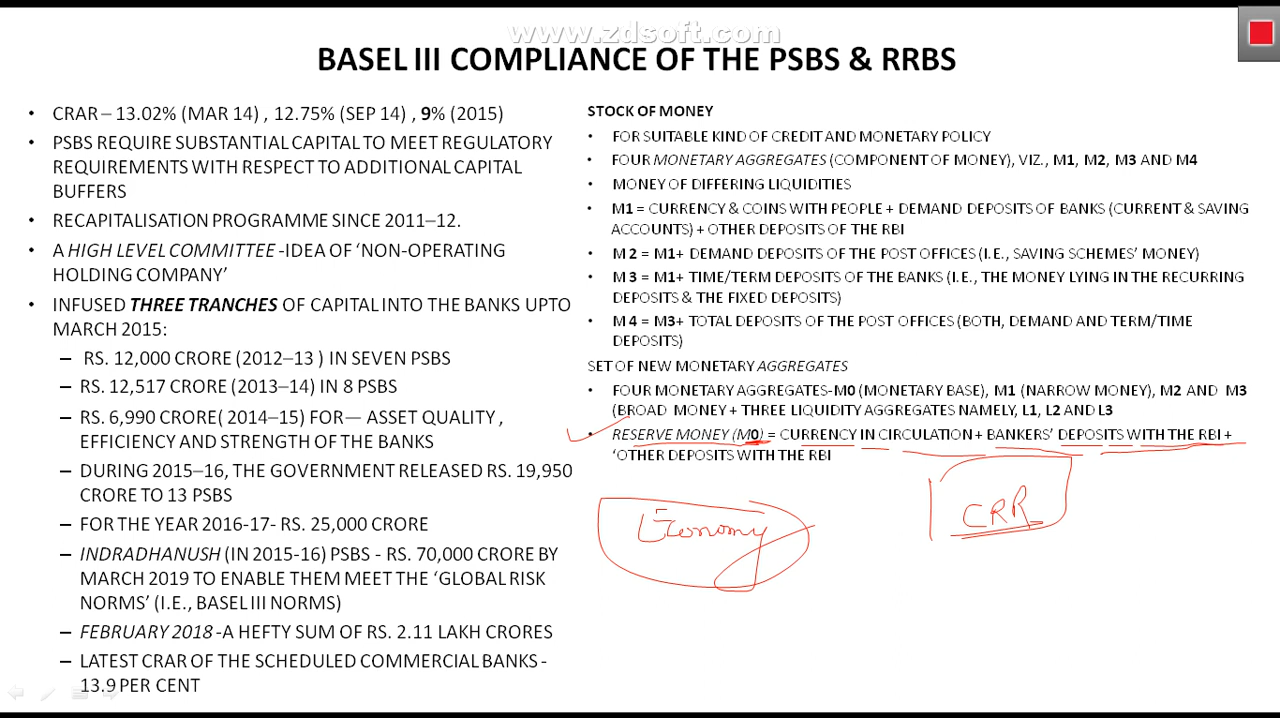 www.zdsoft.com
BASEL III COMPLIANCE OF THE PSBS & RRBS
• CRAR – 13.02% (MAR 14) , 12.75% (SEP 14) , 9% (2015)
• PSBS REQUIRE SUBSTANTIAL CAPITAL TO MEET REGULATORY
REQUIREMENTS WITH RESPECT TO ADDITIONAL CAPITAL
BUFFERS
• RECAPITALISATION PROGRAMME SINCE 2011–12.
• A HIGH LEVEL COMMITTEE -IDEA OF ‘NON-OPERATING
HOLDING COMPANY’
• INFUSED THREE TRANCHES OF CAPITAL INTO THE BANKS UPTO
MARCH 2015:
– RS. 12,000 CRORE (2012–13 ) IN SEVEN PSBS
– RS. 12,517 CRORE (2013–14) IN 8 PSBS
– RS. 6,990 CRORE( 2014–15) FOR— ASSET QUALITY ,
EFFICIENCY AND STRENGTH OF THE BANKS
– DURING 2015–16, THE GOVERNMENT RELEASED RS. 19,950
CRORE TO 13 PSBS
– FOR THE YEAR 2016-17- RS. 25,000 CRORE
– INDRADHANUSH (IN 2015-16) PSBS - RS. 70,000 CRORE BY
MARCH 2019 TO ENABLE THEM MEET THE ‘GLOBAL RISK
NORMS’ (I.E., BASEL III NORMS)
– FEBRUARY 2018 -A HEFTY SUM OF RS. 2.11 LAKH CRORES
– LATEST CRAR OF THE SCHEDULED COMMERCIAL BANKS -
13.9 PER CENT
STOCK OF MONEY
• FOR SUITABLE KIND OF CREDIT AND MONETARY POLICY
• FOUR MONETARY AGGREGATES (COMPONENT OF MONEY), VIZ., M1, M2, M3 AND M4
• MONEY OF DIFFERING LIQUIDITIES
• M1 = CURRENCY & COINS WITH PEOPLE + DEMAND DEPOSITS OF BANKS (CURRENT & SAVING
ACCOUNTS) + OTHER DEPOSITS OF THE RBI
• M 2 = M1+ DEMAND DEPOSITS OF THE POST OFFICES (I.E., SAVING SCHEMES’ MONEY)
• M 3 = M1+ TIME/TERM DEPOSITS OF THE BANKS (I.E., THE MONEY LYING IN THE RECURRING
DEPOSITS & THE FIXED DEPOSITS)
• M 4 = M3+ TOTAL DEPOSITS OF THE POST OFFICES (BOTH, DEMAND AND TERM/TIME
DEPOSITS)
SET OF NEW MONETARY AGGREGATES
• FOUR MONETARY AGGREGATES-M0 (MONETARY BASE), M1 (NARROW MONEY), M2 AND M3
(BROAD MONEY + THREE LIQUIDITY AGGREGATES NAMELY, L1, L2 AND L3
• RESERVE MONEY (M0) = CURRENCY IN CIRCULATION + BANKERS’ DEPOSITS WITH THE RBI +
‘OTHER DEPOSITS WITH THE RBI
Economy
CRR